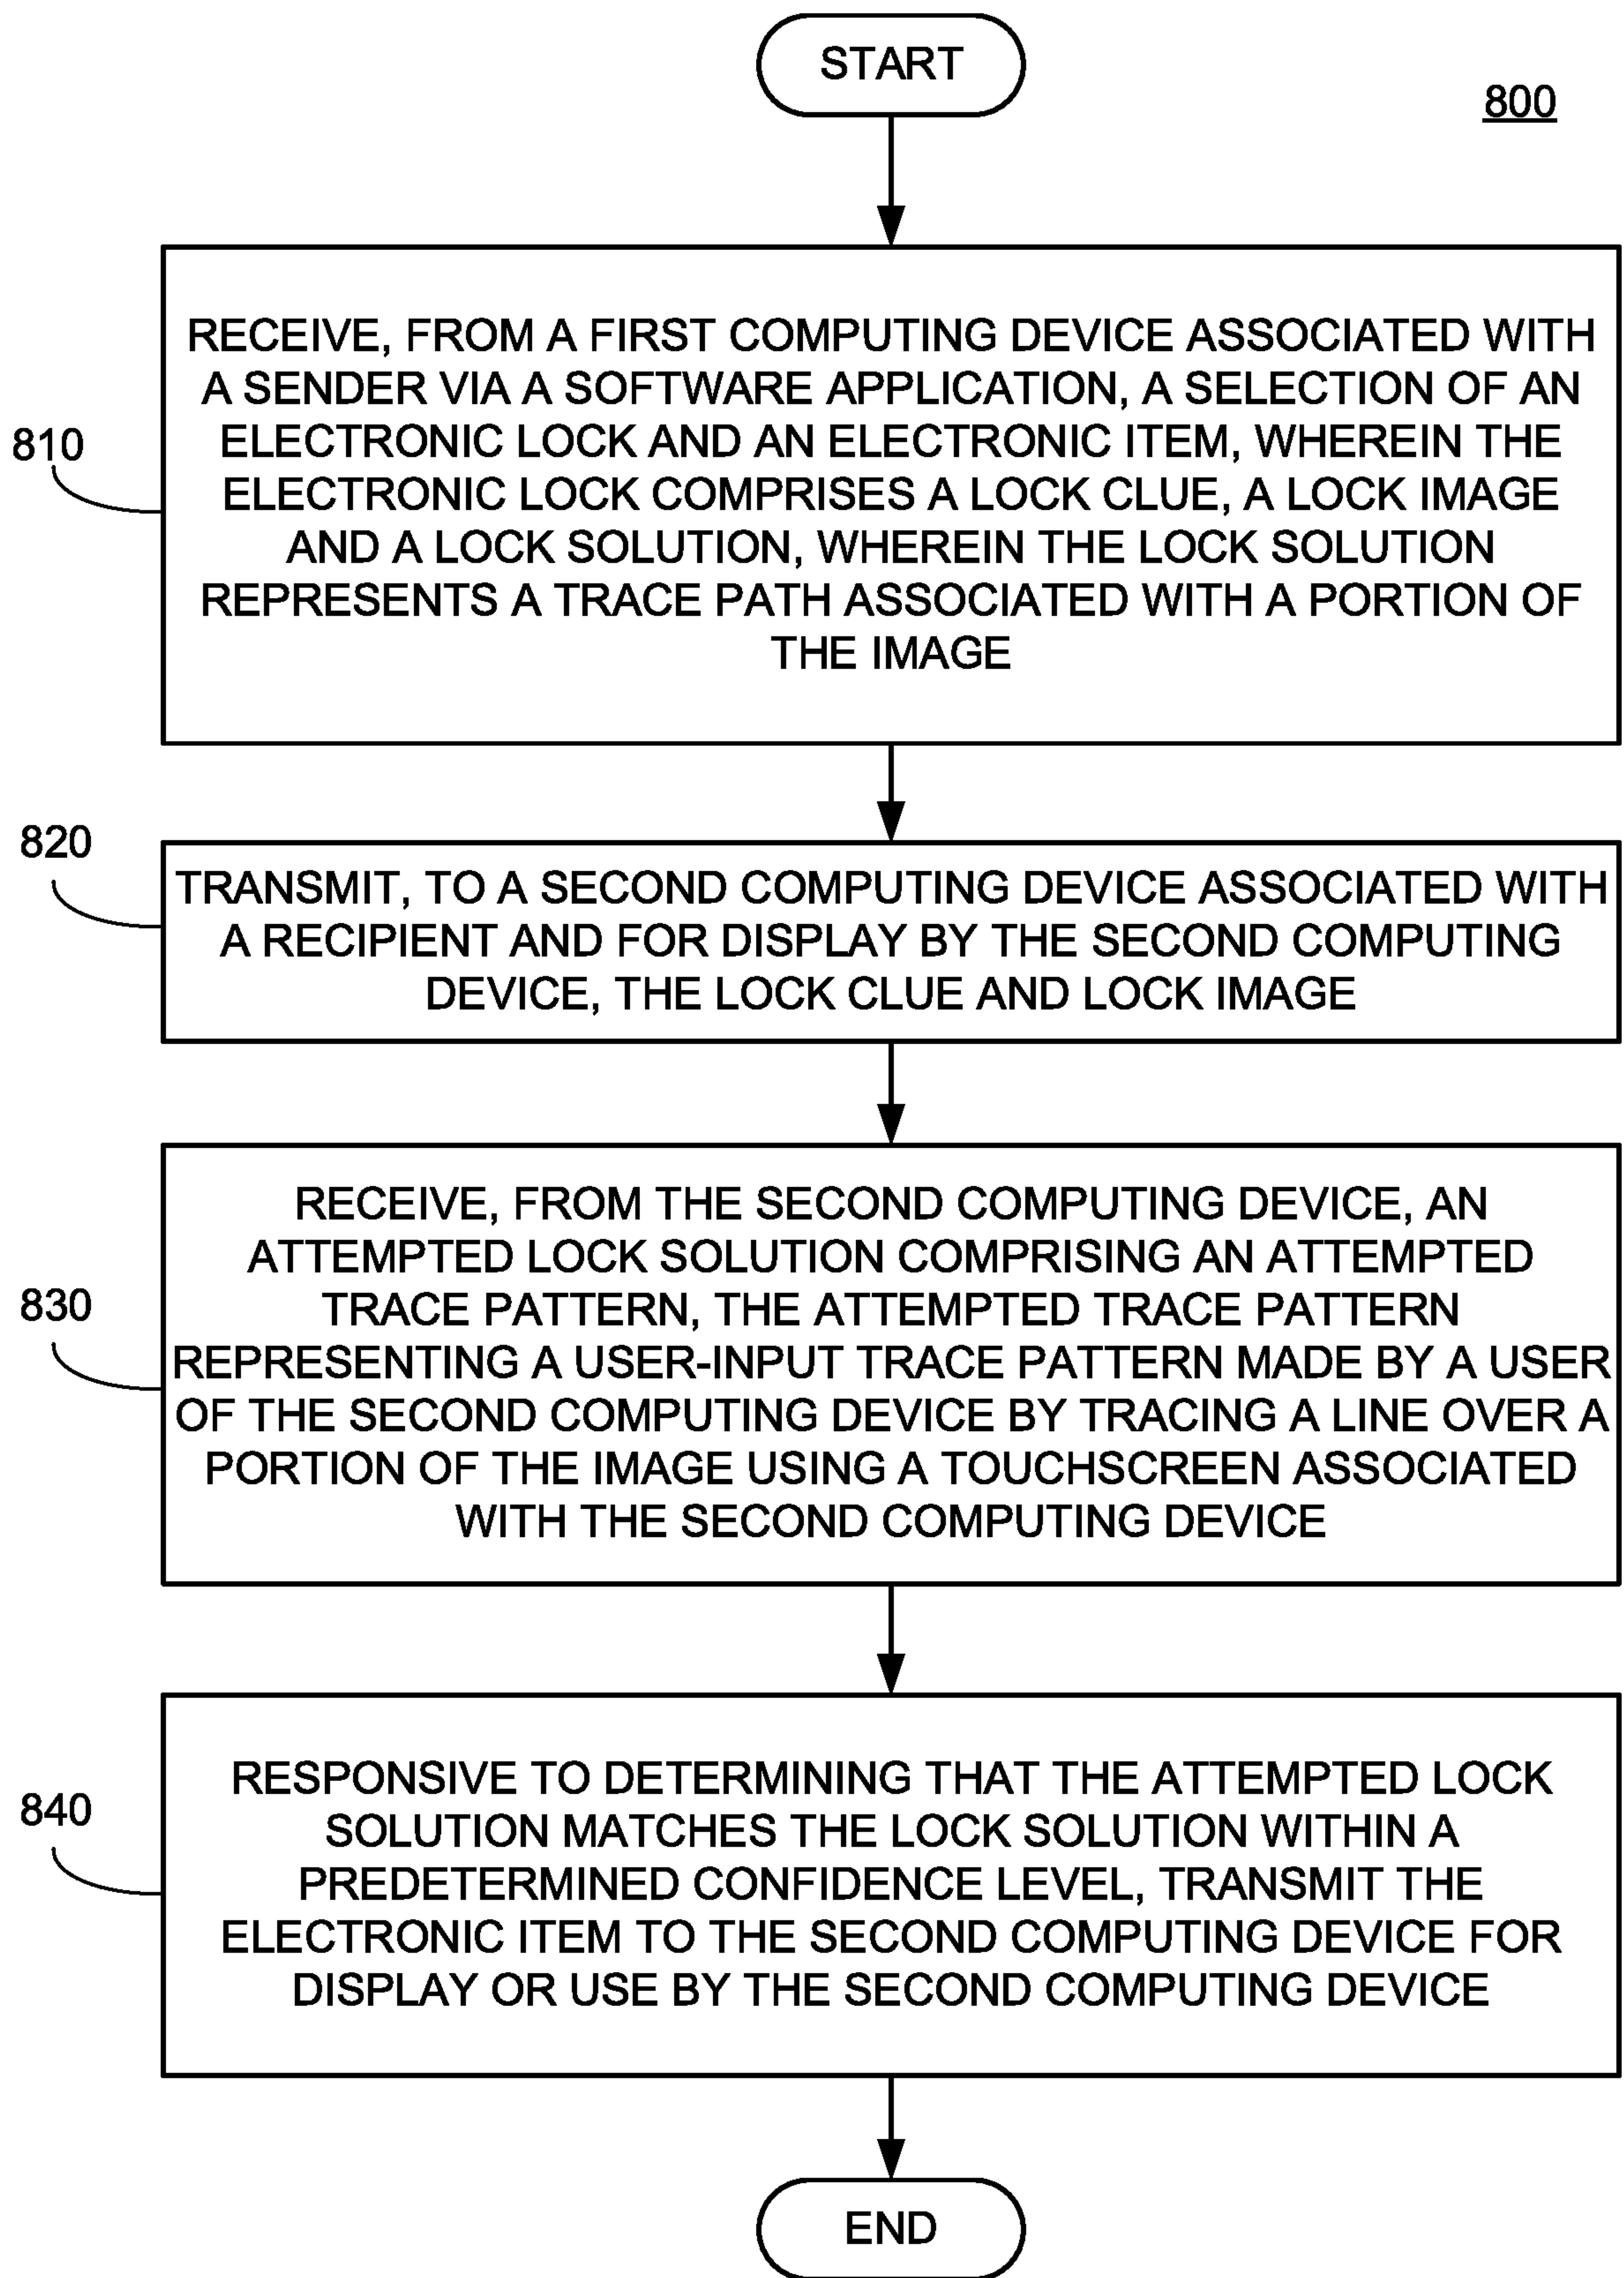 START
800
810
RECEIVE, FROM A FIRST COMPUTING DEVICE ASSOCIATED WITH
A SENDER VIA A SOFTWARE APPLICATION, A SELECTION OF AN
ELECTRONIC LOCK AND AN ELECTRONIC ITEM, WHEREIN THE
ELECTRONIC LOCK COMPRISES A LOCK CLUE, A LOCK IMAGE
AND A LOCK SOLUTION, WHEREIN THE LOCK SOLUTION
REPRESENTS A TRACE PATH ASSOCIATED WITH A PORTION OF
THE IMAGE
820
TRANSMIT, TO A SECOND COMPUTING DEVICE ASSOCIATED WITH
A RECIPIENT AND FOR DISPLAY BY THE SECOND COMPUTING
DEVICE, THE LOCK CLUE AND LOCK IMAGE
830
RECEIVE, FROM THE SECOND COMPUTING DEVICE, AN
ATTEMPTED LOCK SOLUTION COMPRISING AN ATTEMPTED
TRACE PATTERN, THE ATTEMPTED TRACE PATTERN
REPRESENTING A USER-INPUT TRACE PATTERN MADE BY A USER
OF THE SECOND COMPUTING DEVICE BY TRACING A LINE OVER A
PORTION OF THE IMAGE USING A TOUCHSCREEN ASSOCIATED
WITH THE SECOND COMPUTING DEVICE
840
RESPONSIVE TO DETERMINING THAT THE ATTEMPTED LOCK
SOLUTION MATCHES THE LOCK SOLUTION WITHIN A
PREDETERMINED CONFIDENCE LEVEL, TRANSMIT THE
ELECTRONIC ITEM TO THE SECOND COMPUTING DEVICE FOR
DISPLAY OR USE BY THE SECOND COMPUTING DEVICE
END